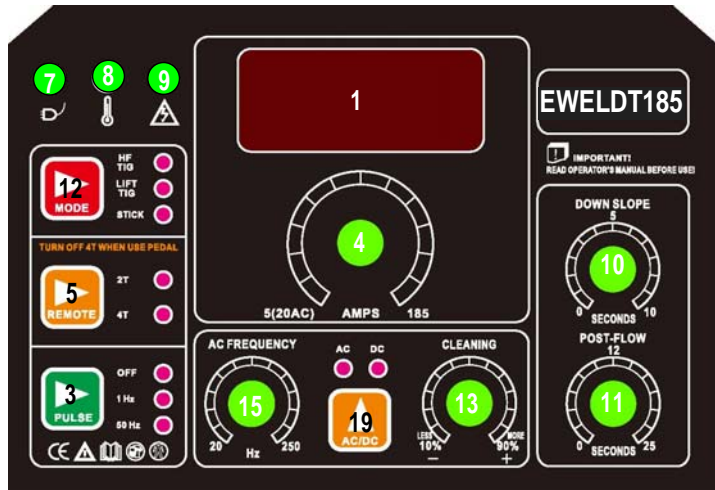 7
8
9
1
EWELDT185
IMPORTANT!
READ OPERATOR'S MANUAL BEFORE USE!
12
MODE
HF
TIG
LIFT
TIG
STICK
TURN OFF 4T WHEN USE PEDAL
5
REMOTE
2T
4T
3
PULSE
OFF
1 Hz
50 Hz
CE
4
5(20AC) AMPS 185
AC FREQUENCY
15
20 Hz 250
AC DC
19
AC/DC
CLEANING
13
LESS MORE
10% 90%
- +
DOWN SLOPE
5
10
0 SECONDS 10
POST-FLOW
12
11
0 SECONDS 25